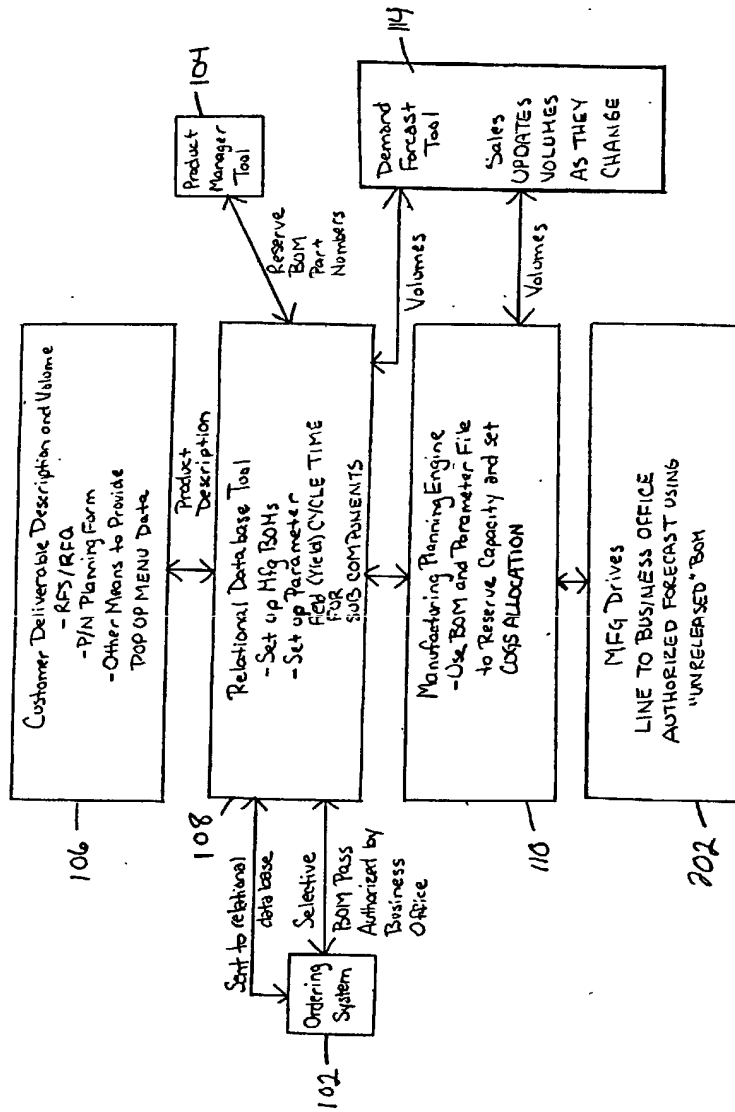 106
Customer Deliverable Description and Volume
- RFS/RFQ
- P/N Planning Form
- Other Means to Provide
POP UP MENU Data
Product
Description
104
Product
Manager
Tool
Reserve
BOM
Part
Numbers
108
Relational Database Tool
- Set up Mfg BOMs
- Set up Parameter
Field (Yield) CYCLE TIME
FOR
SUB COMPONENTS
Sent to relational
database
Selective
BOM Pass
Authorized by
Business
Office
102
Ordering
System
Volumes
114
Demand
Forcast
Tool
Sales
UPDATES
VOLUMES
AS THEY
CHANGE
Volumes
110
Manufacturing Planning Engine
- Use BOM and Parameter File
to Reserve Capacity and set
COGS ALLOCATION
202
MFG Drives
LINE TO BUSINESS OFFICE
AUTHORIZED FORECAST USING
"UNRELEASED" BOM